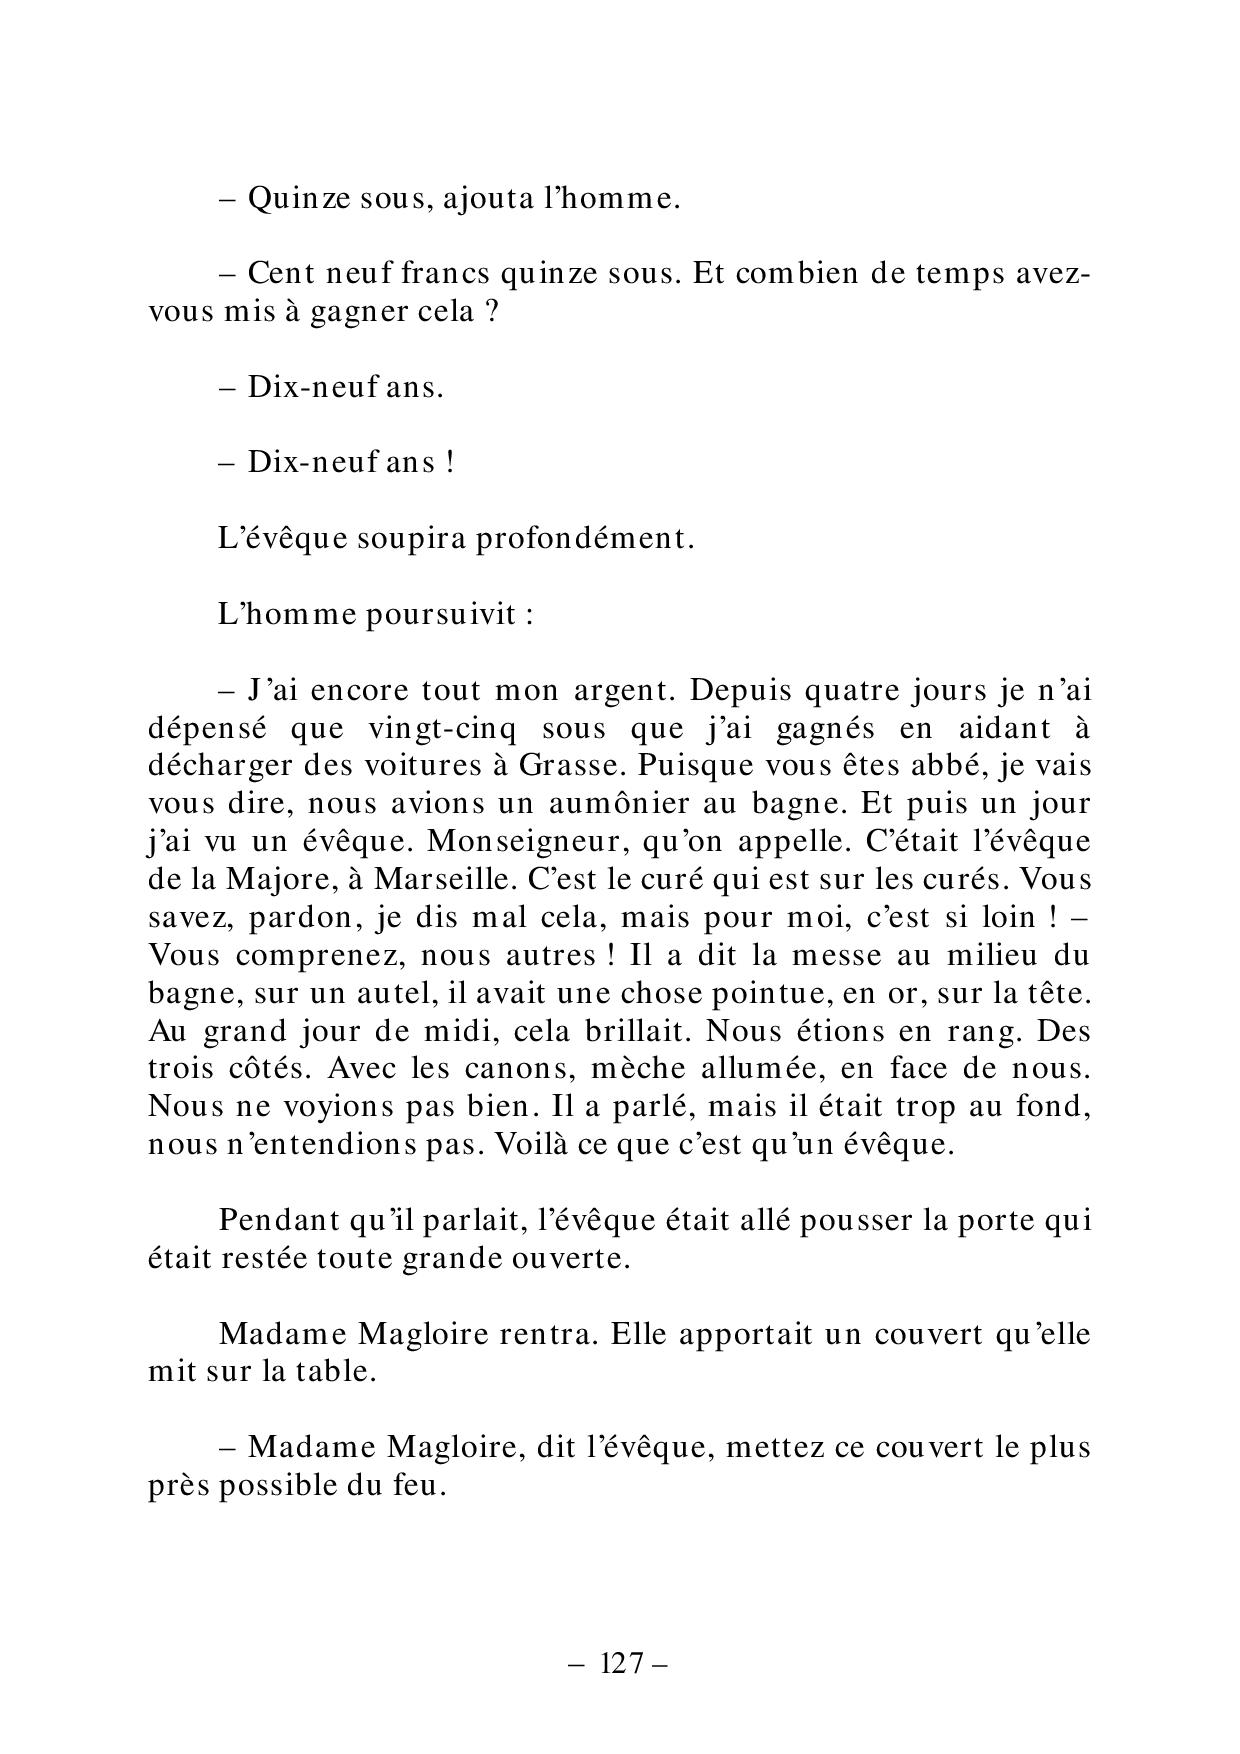 – Quinze sous, ajouta l’homme.
– Cent neuf francs quinze sous. Et combien de temps avez-
vous mis à gagner cela ?
– Dix-neuf ans.
– Dix-neuf ans !
L’évêque soupira profondément.
L’homme poursuivit :
– J’ai encore tout mon argent. Depuis quatre jours je n’ai
dépensé que vingt-cinq sous que j’ai gagnés en aidant à
décharger des voitures à Grasse. Puisque vous êtes abbé, je vais
vous dire, nous avions un aumônier au bagne. Et puis un jour
j’ai vu un évêque. Monseigneur, qu’on appelle. C’était l’évêque
de la Majore, à Marseille. C’est le curé qui est sur les curés. Vous
savez, pardon, je dis mal cela, mais pour moi, c’est si loin ! –
Vous comprenez, nous autres ! Il a dit la messe au milieu du
bagne, sur un autel, il avait une chose pointue, en or, sur la tête.
Au grand jour de midi, cela brillait. Nous étions en rang. Des
trois côtés. Avec les canons, mèche allumée, en face de nous.
Nous ne voyions pas bien. Il a parlé, mais il était trop au fond,
nous n’entendions pas. Voilà ce que c’est qu’un évêque.
Pendant qu’il parlait, l’évêque était allé pousser la porte qui
était restée toute grande ouverte.
Madame Magloire rentra. Elle apportait un couvert qu’elle
mit sur la table.
– Madame Magloire, dit l’évêque, mettez ce couvert le plus
près possible du feu.
– 127 –